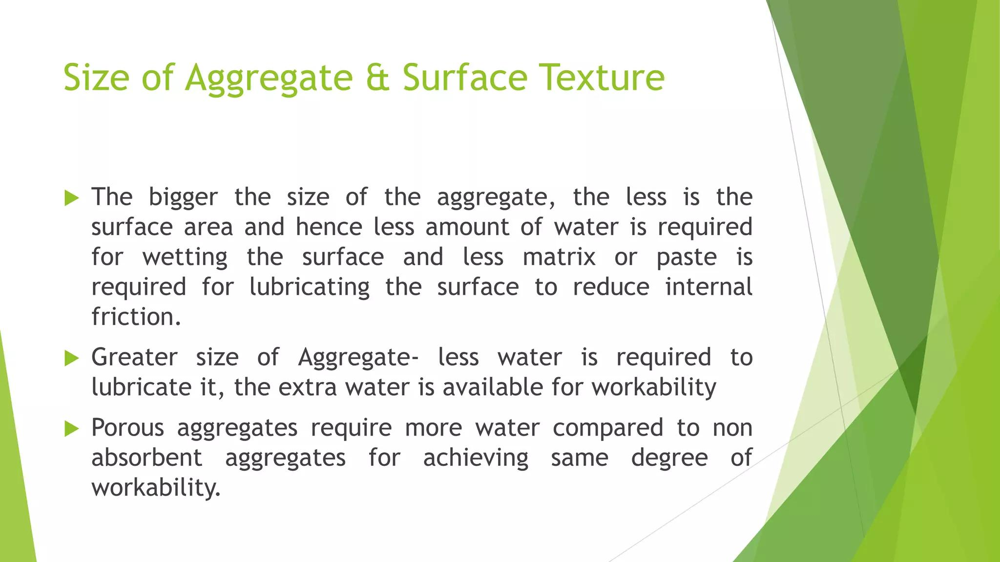 Size of Aggregate & Surface Texture
The bigger the size of the aggregate, the less is the
surface area and hence less amount of water is required
for wetting the surface and less matrix or paste is
required for lubricating the surface to reduce internal
friction.
Greater size of Aggregate- less water is required to
lubricate it, the extra water is available for workability
Porous aggregates require more water compared to non
absorbent aggregates for achieving same degree of
workability.